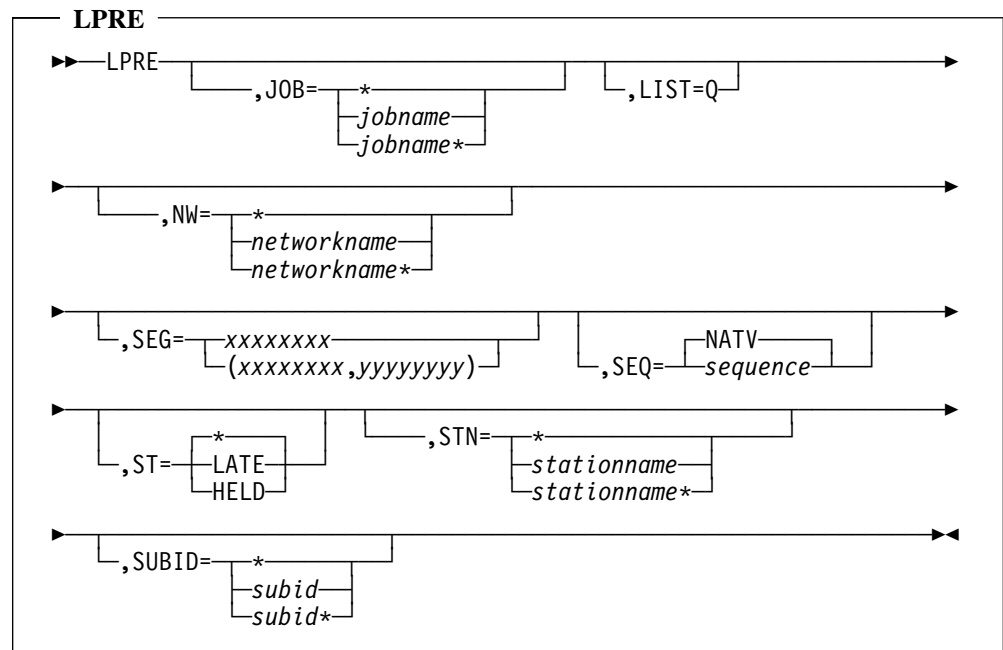 LPRE
LPRE ,JOB= * ,LIST=Q
jobname
jobname*
,NW= *
networkname
networkname*
,SEG= xxxxxxxx ,SEQ= NATV
(xxxxxxxx,yyyyyyyy) sequence
,ST= * ,STN= *
LATE stationname
HELD stationname*
,SUBID= *
subid
subid*